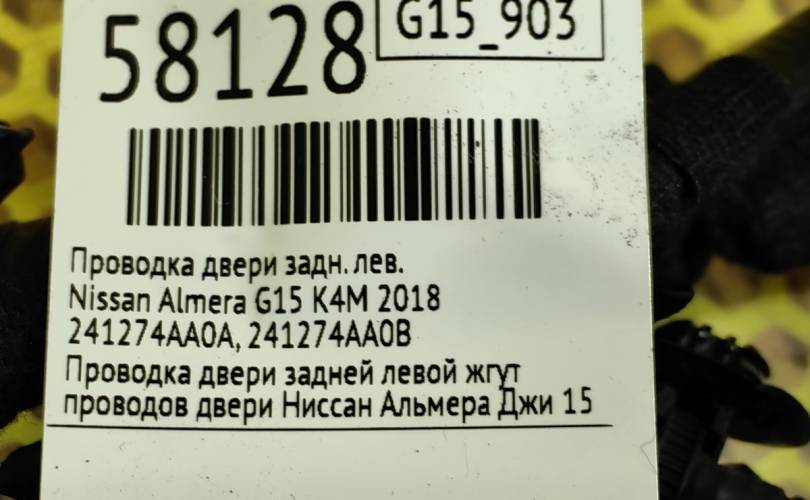 58128
G15_903
Проводка двери задн. лев.
Nissan Almera G15 K4M 2018
241274AA0A, 241274AA0B
Проводка двери задней левой жгут
проводов двери Ниссан Альмера Джи 15